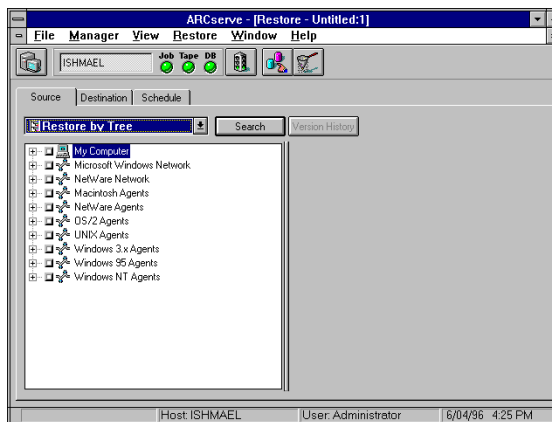 ARCserve - [Restore - Untitled:1]
File Manager View Restore Window Help
ISHMAEL Job Tape DB
Source Destination Schedule
Restore by Tree Search Version History
My Computer
Microsoft Windows Network
NetWare Network
Macintosh Agents
NetWare Agents
OS/2 Agents
UNIX Agents
Windows 3.x Agents
Windows 95 Agents
Windows NT Agents
Host: ISHMAEL User: Administrator 6/04/96 4:25 PM